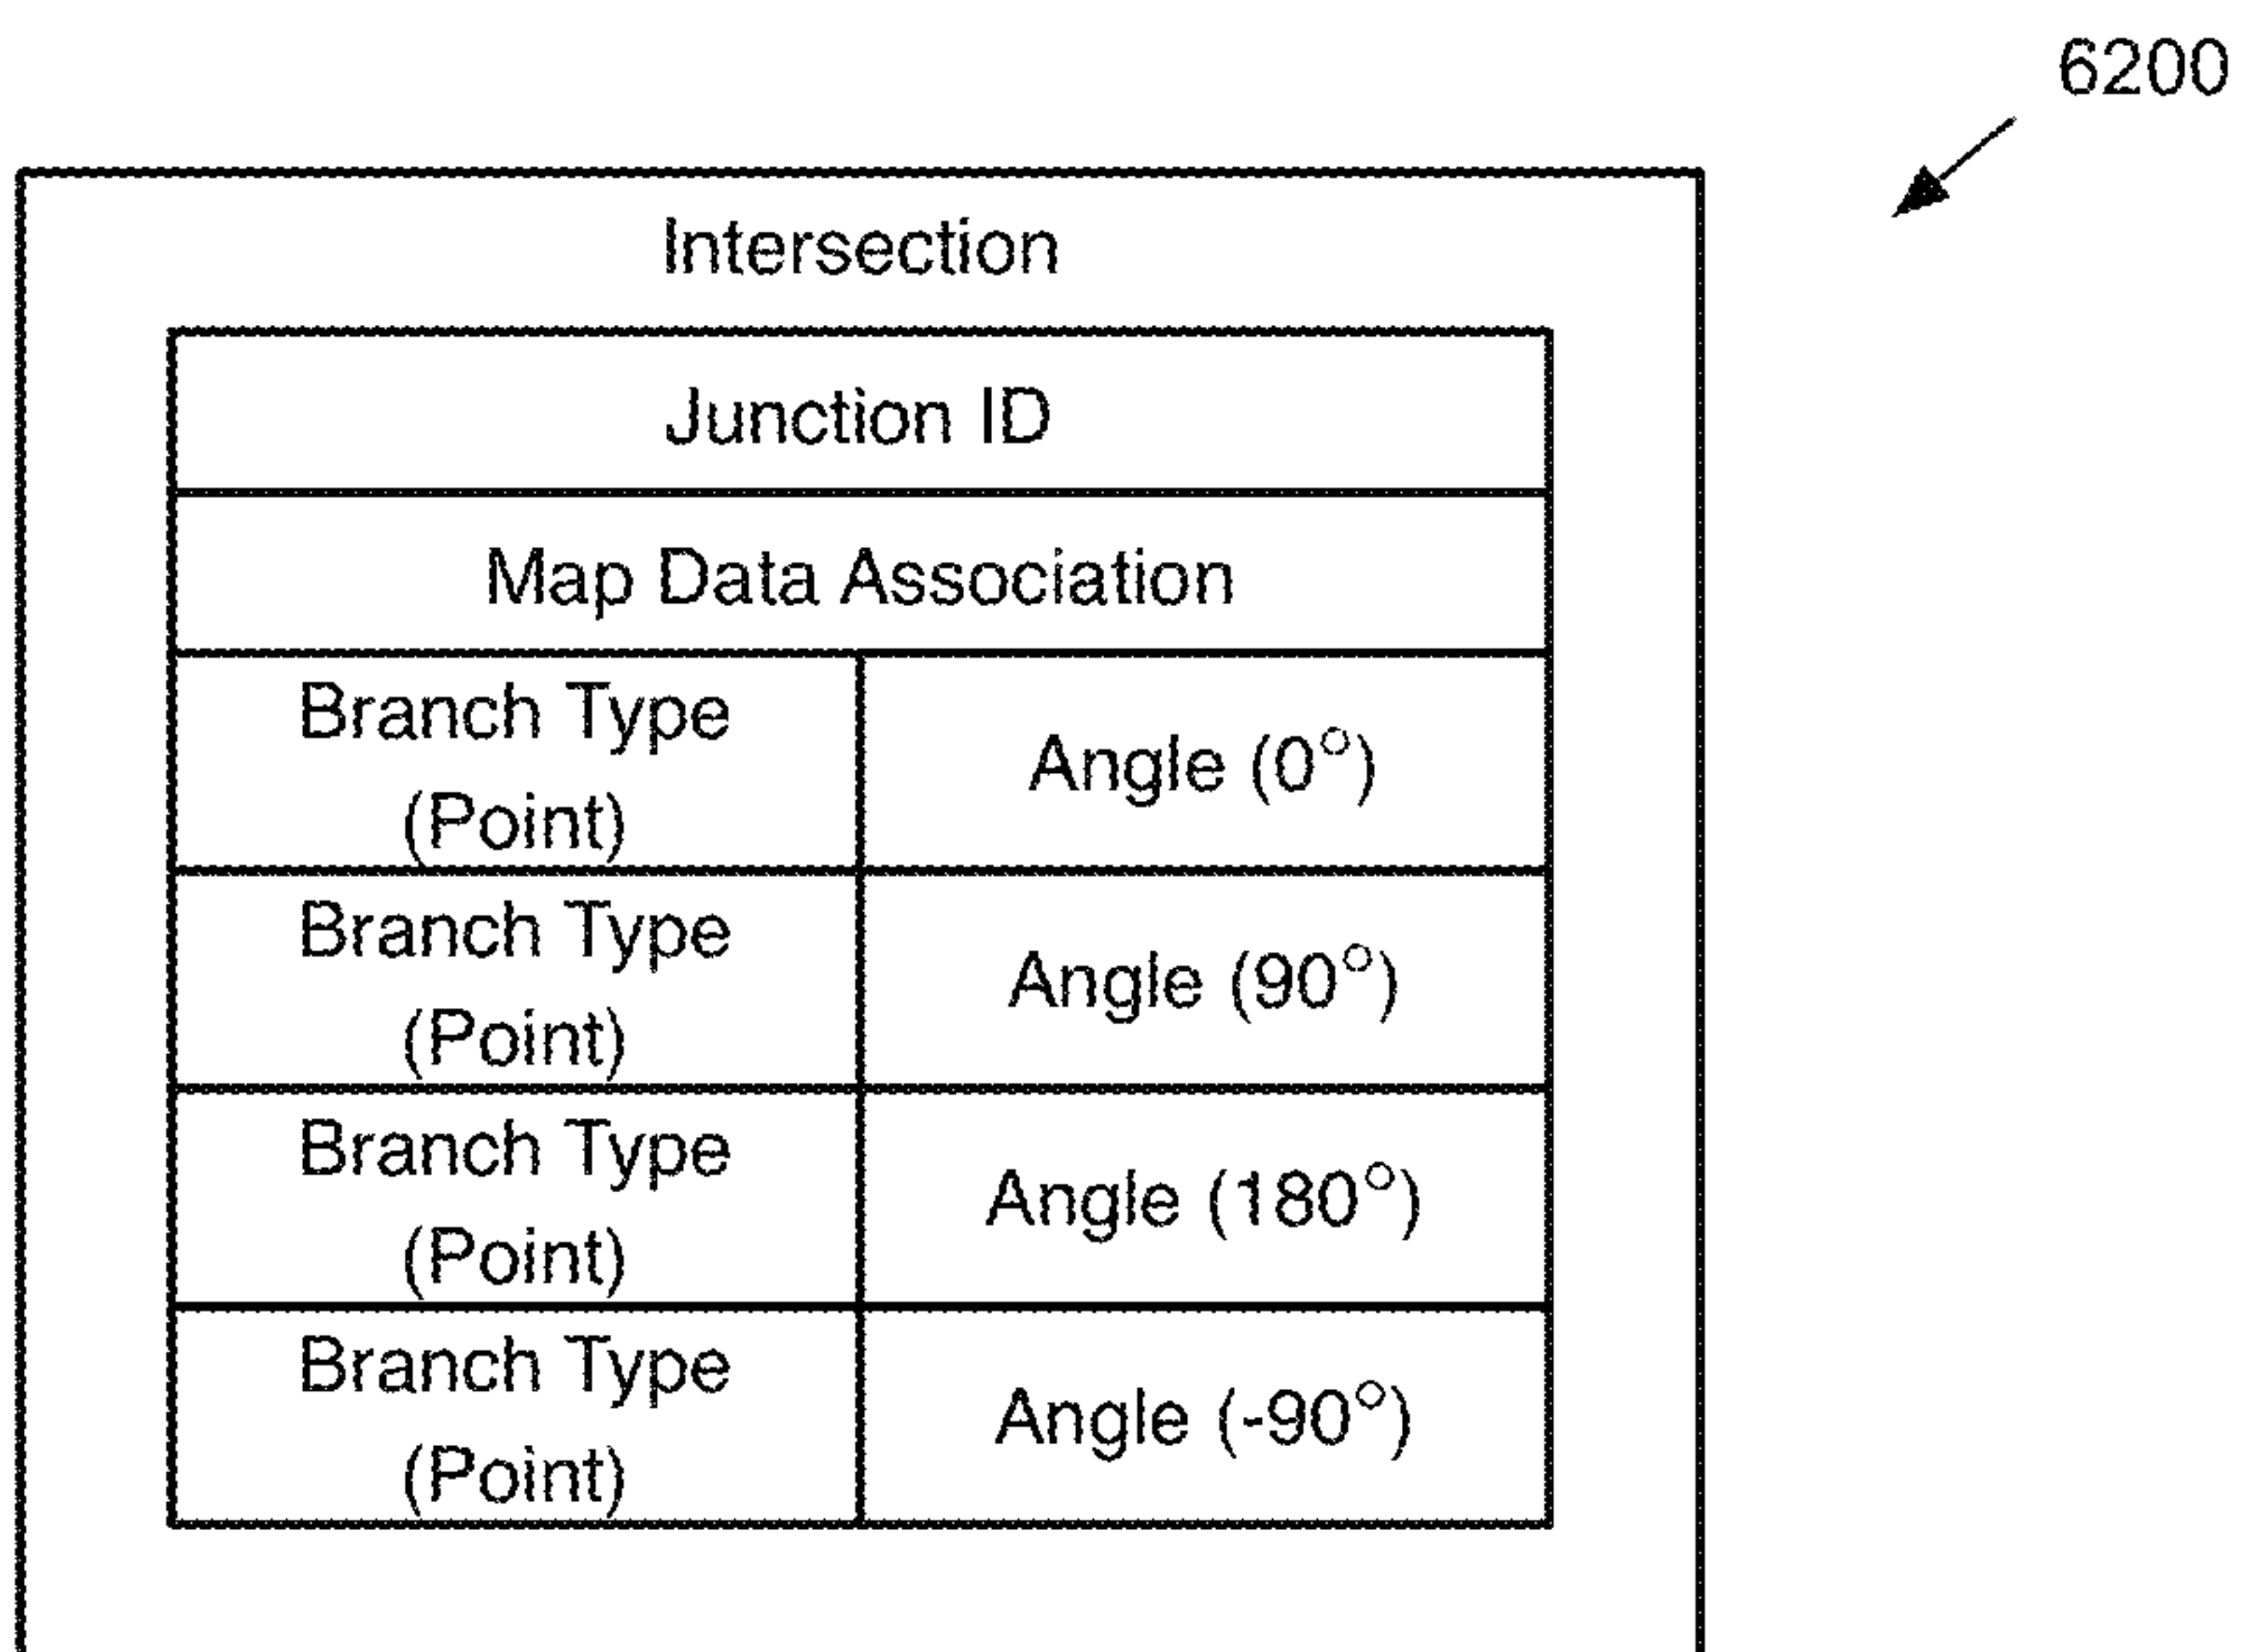 6200
Intersection
Junction ID
Map Data Association
Branch Type
(Point)
Angle (0°)
Branch Type
(Point)
Angle (90°)
Branch Type
(Point)
Angle (180°)
Branch Type
(Point)
Angle (-90°)